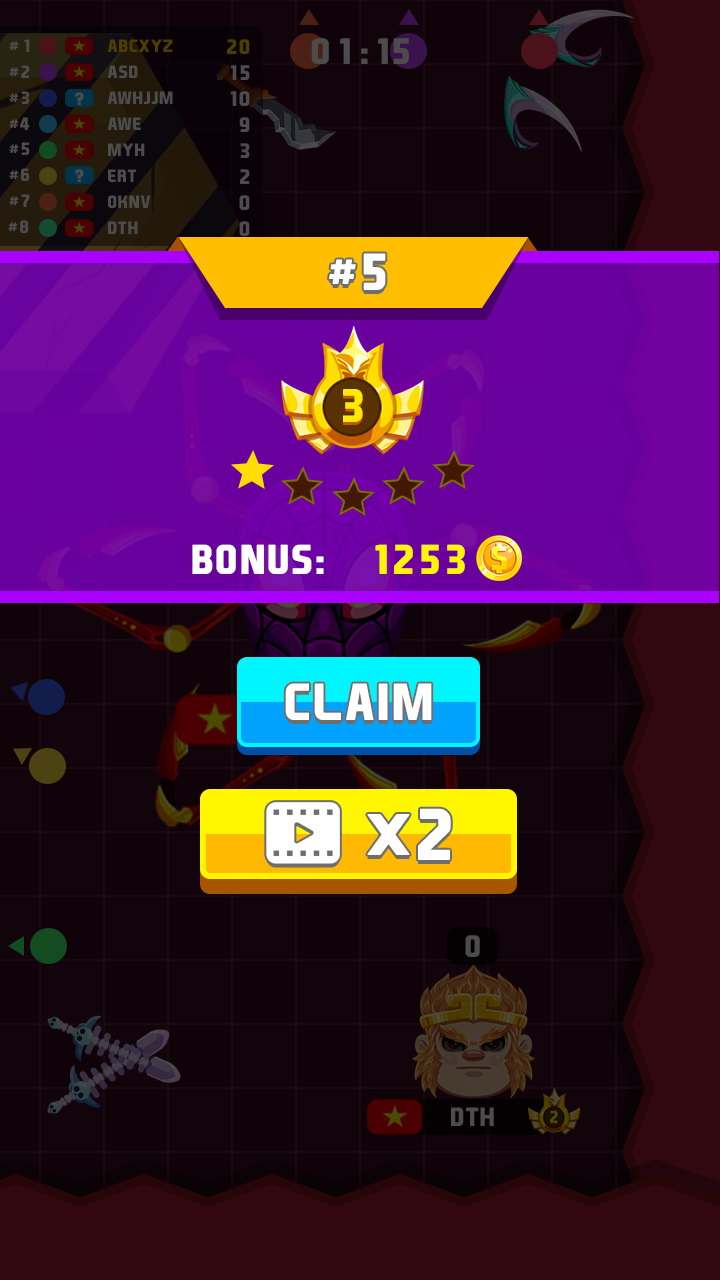 #1 ABCXYZ 20
#2 ASD 15
#3 ? AWHJJM 10
#4 AWE 9
#5 MYH 3
#6 ? ERT 2
#7 OKNV 0
#8 DTH 0
01:15
#5
3
BONUS: 1253 $
CLAIM
X2
0
DTH 2